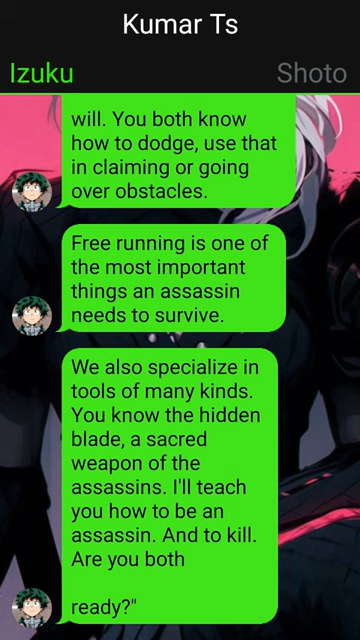 Kumar Ts
Izuku
Shoto
will. You both know
how to dodge, use that
in claiming or going
over obstacles.
Free running is one of
the most important
things an assassin
needs to survive.
We also specialize in
tools of many kinds.
You know the hidden
blade, a sacred
weapon of the
assassins. I'll teach
you how to be an
assassin. And to kill.
Are you both
ready?"